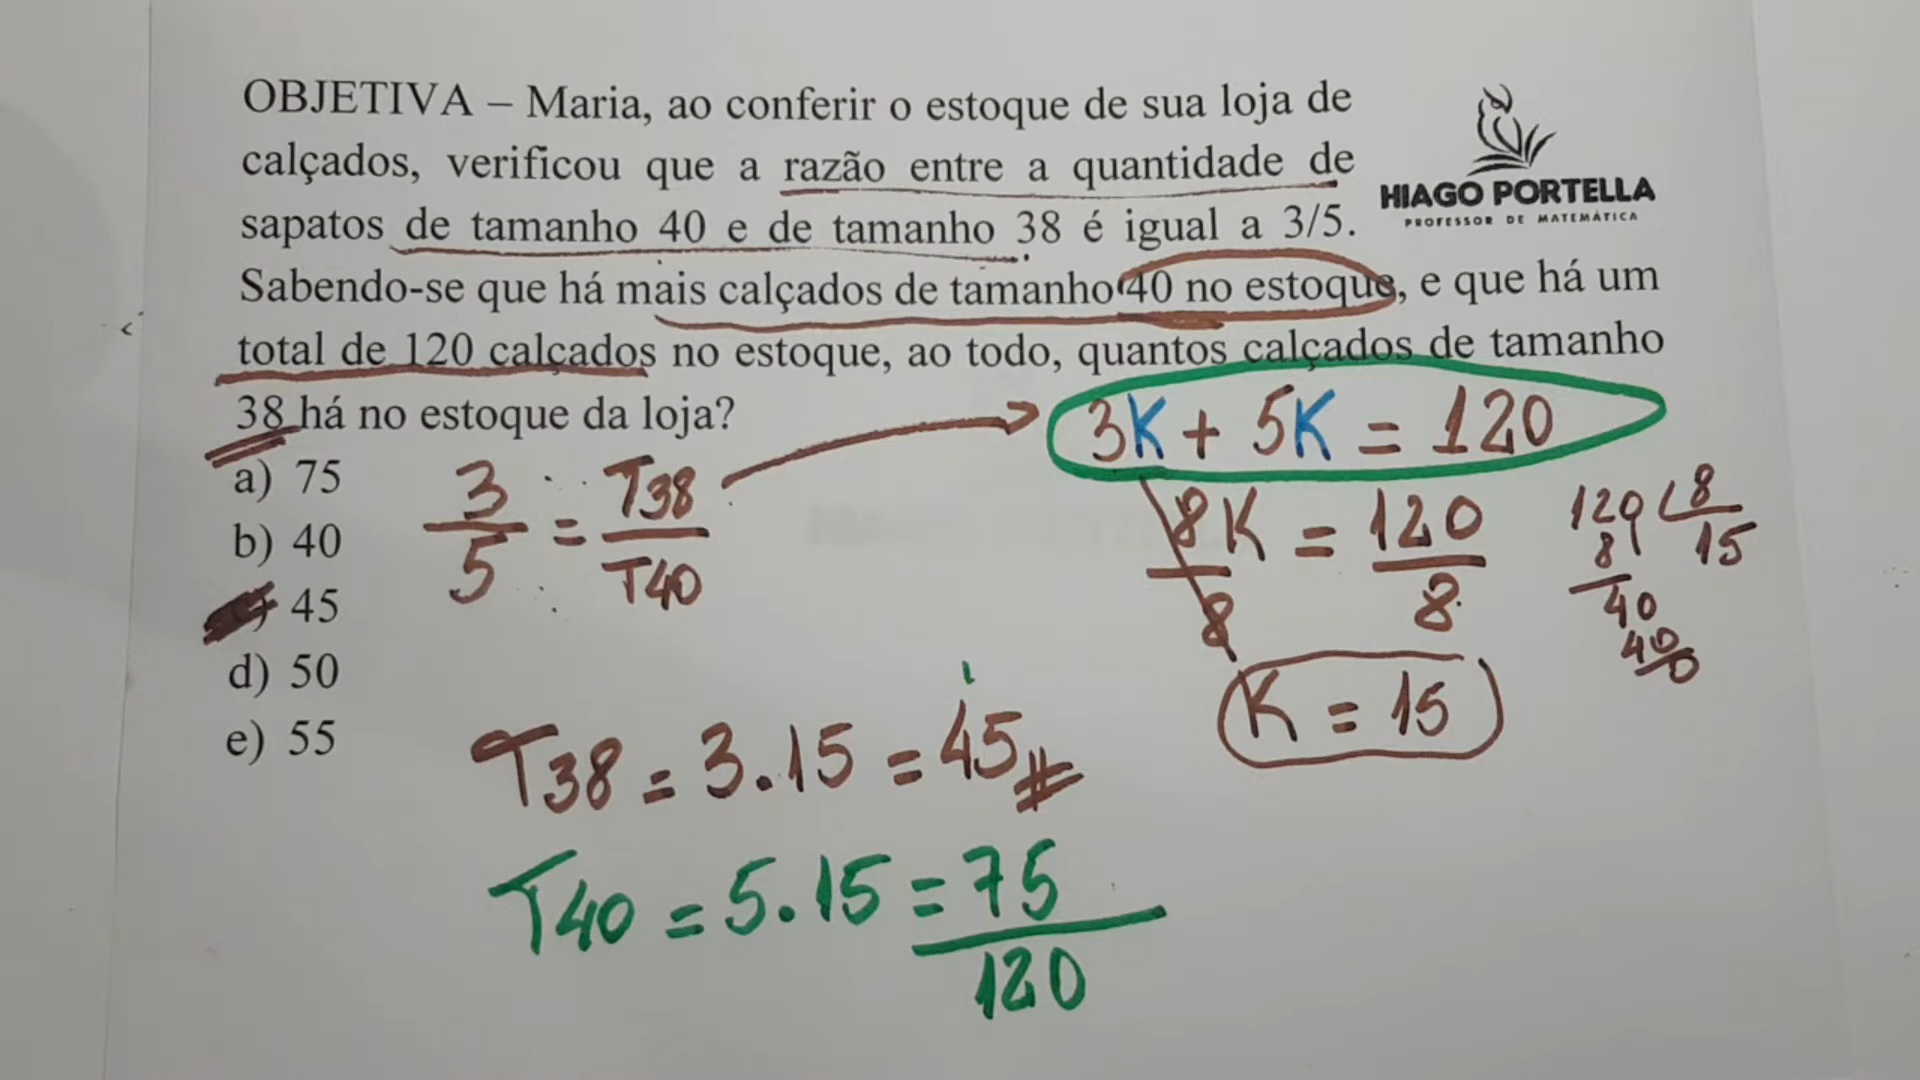 OBJETIVA – Maria, ao conferir o estoque de sua loja de
calçados, verificou que a razão entre a quantidade de
sapatos de tamanho 40 e de tamanho 38 é igual a 3/5.
HIAGO PORTELLA
PROFESSOR DE MATEMÁTICA
Sabendo-se que há mais calçados de tamanho 40 no estoque, e que há um
total de 120 calçados no estoque, ao todo, quantos calçados de tamanho
38 há no estoque da loja?
3K + 5K = 120
a) 75
b) 40
) 45
d) 50
e) 55
3/5 = T38/T40
8K/8 = 120/8
120 8
8 15
40
40
0
K = 15
1
T38 = 3.15 = 45
T40 = 5.15 = 75
120